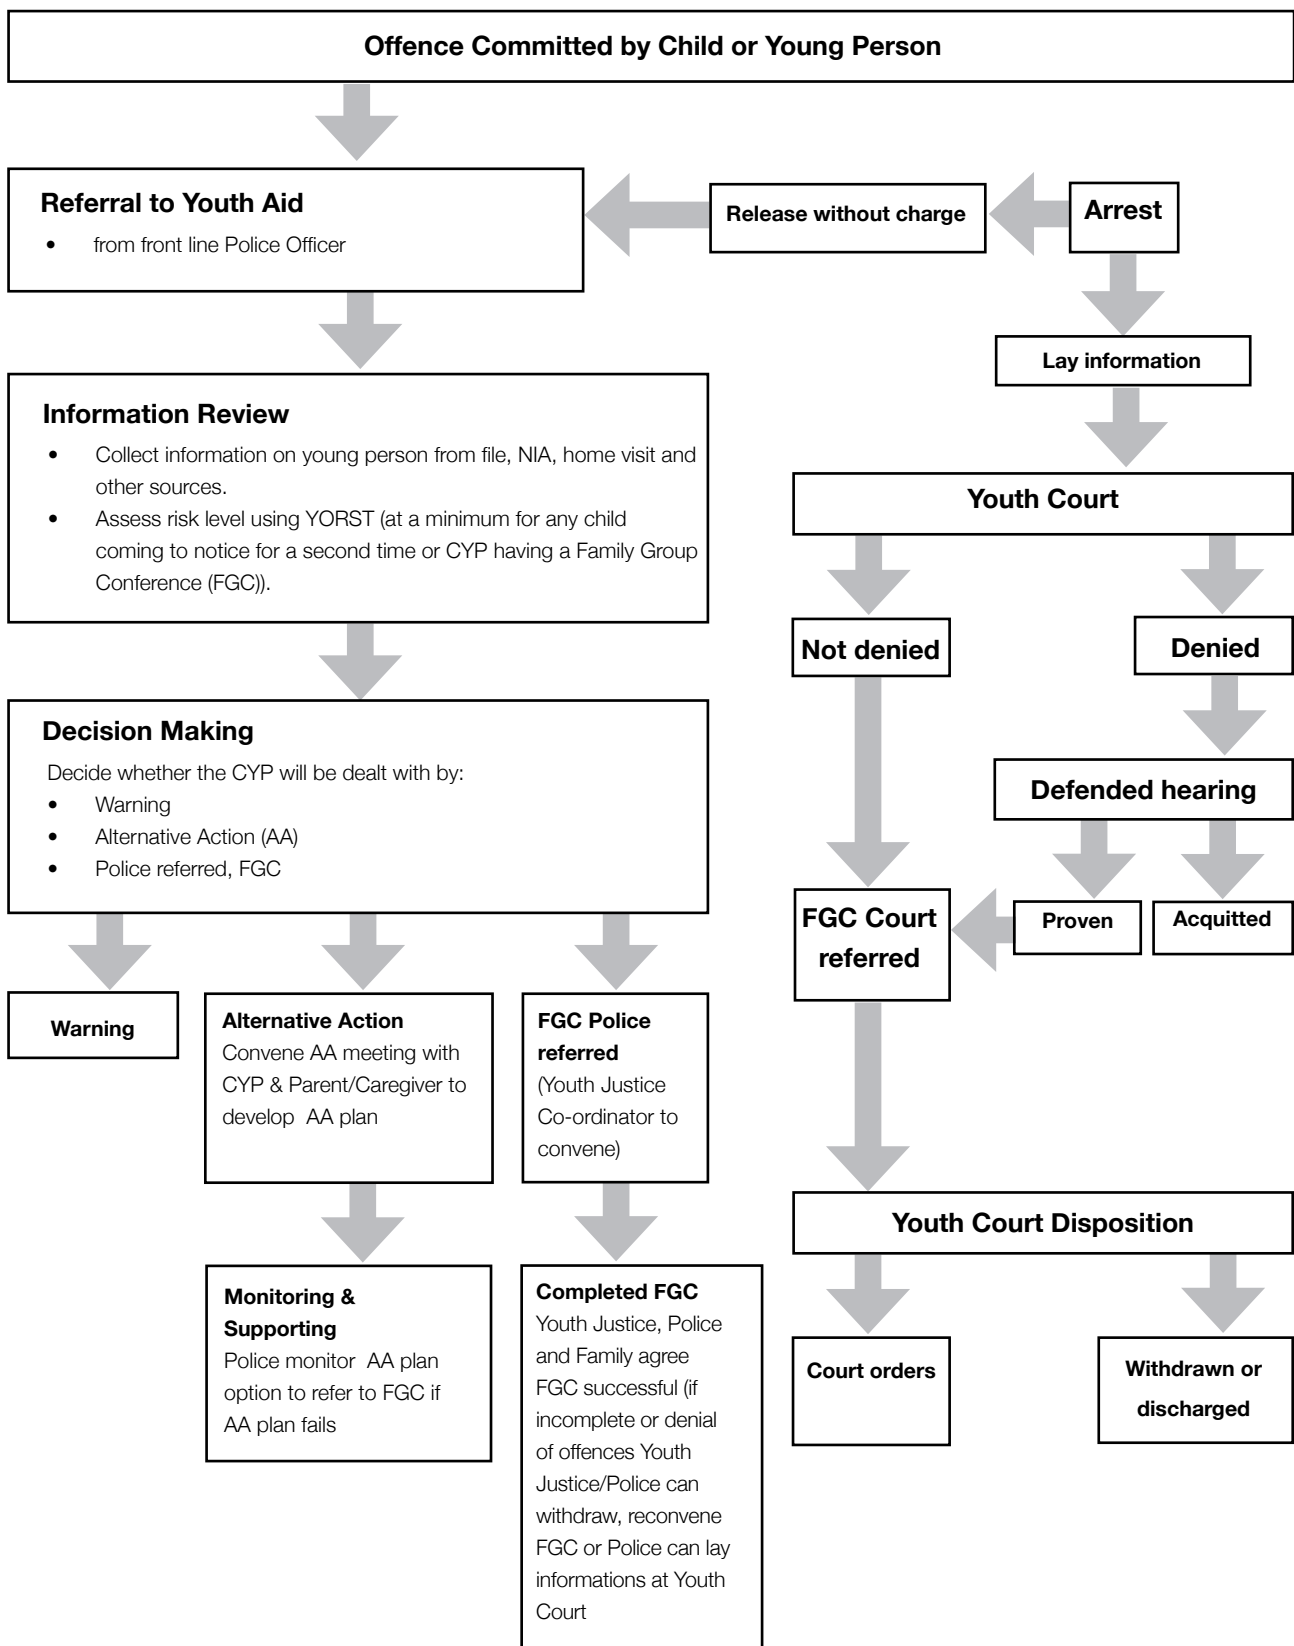 Offence Committed by Child or Young Person
Referral to Youth Aid
• from front line Police Officer
Release without charge
Arrest
Lay information
Information Review
• Collect information on young person from file, NIA, home visit and
other sources.
• Assess risk level using YORST (at a minimum for any child
coming to notice for a second time or CYP having a Family Group
Conference (FGC)).
Youth Court
Not denied
Denied
Decision Making
Decide whether the CYP will be dealt with by:
• Warning
• Alternative Action (AA)
• Police referred, FGC
Defended hearing
FGC Court
referred
Proven
Acquitted
Warning
Alternative Action
Convene AA meeting with
CYP & Parent/Caregiver to
develop AA plan
FGC Police
referred
(Youth Justice
Co-ordinator to
convene)
Youth Court Disposition
Monitoring &
Supporting
Police monitor AA plan
option to refer to FGC if
AA plan fails
Completed FGC
Youth Justice, Police
and Family agree
FGC successful (if
incomplete or denial
of offences Youth
Justice/Police can
withdraw, reconvene
FGC or Police can lay
informations at Youth
Court
Court orders
Withdrawn or
discharged